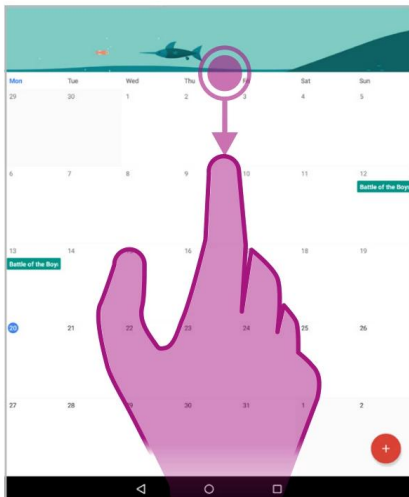 Mon Tue Wed Thu Fri Sat Sun
29 30 1 2 3 4 5
6 7 8 9 10 11 12
Battle of the Boy
13 14 16 18 19
Battle of the Boy
20 21 22 23 24 25 26
27 28 29 30 31 1 2
+